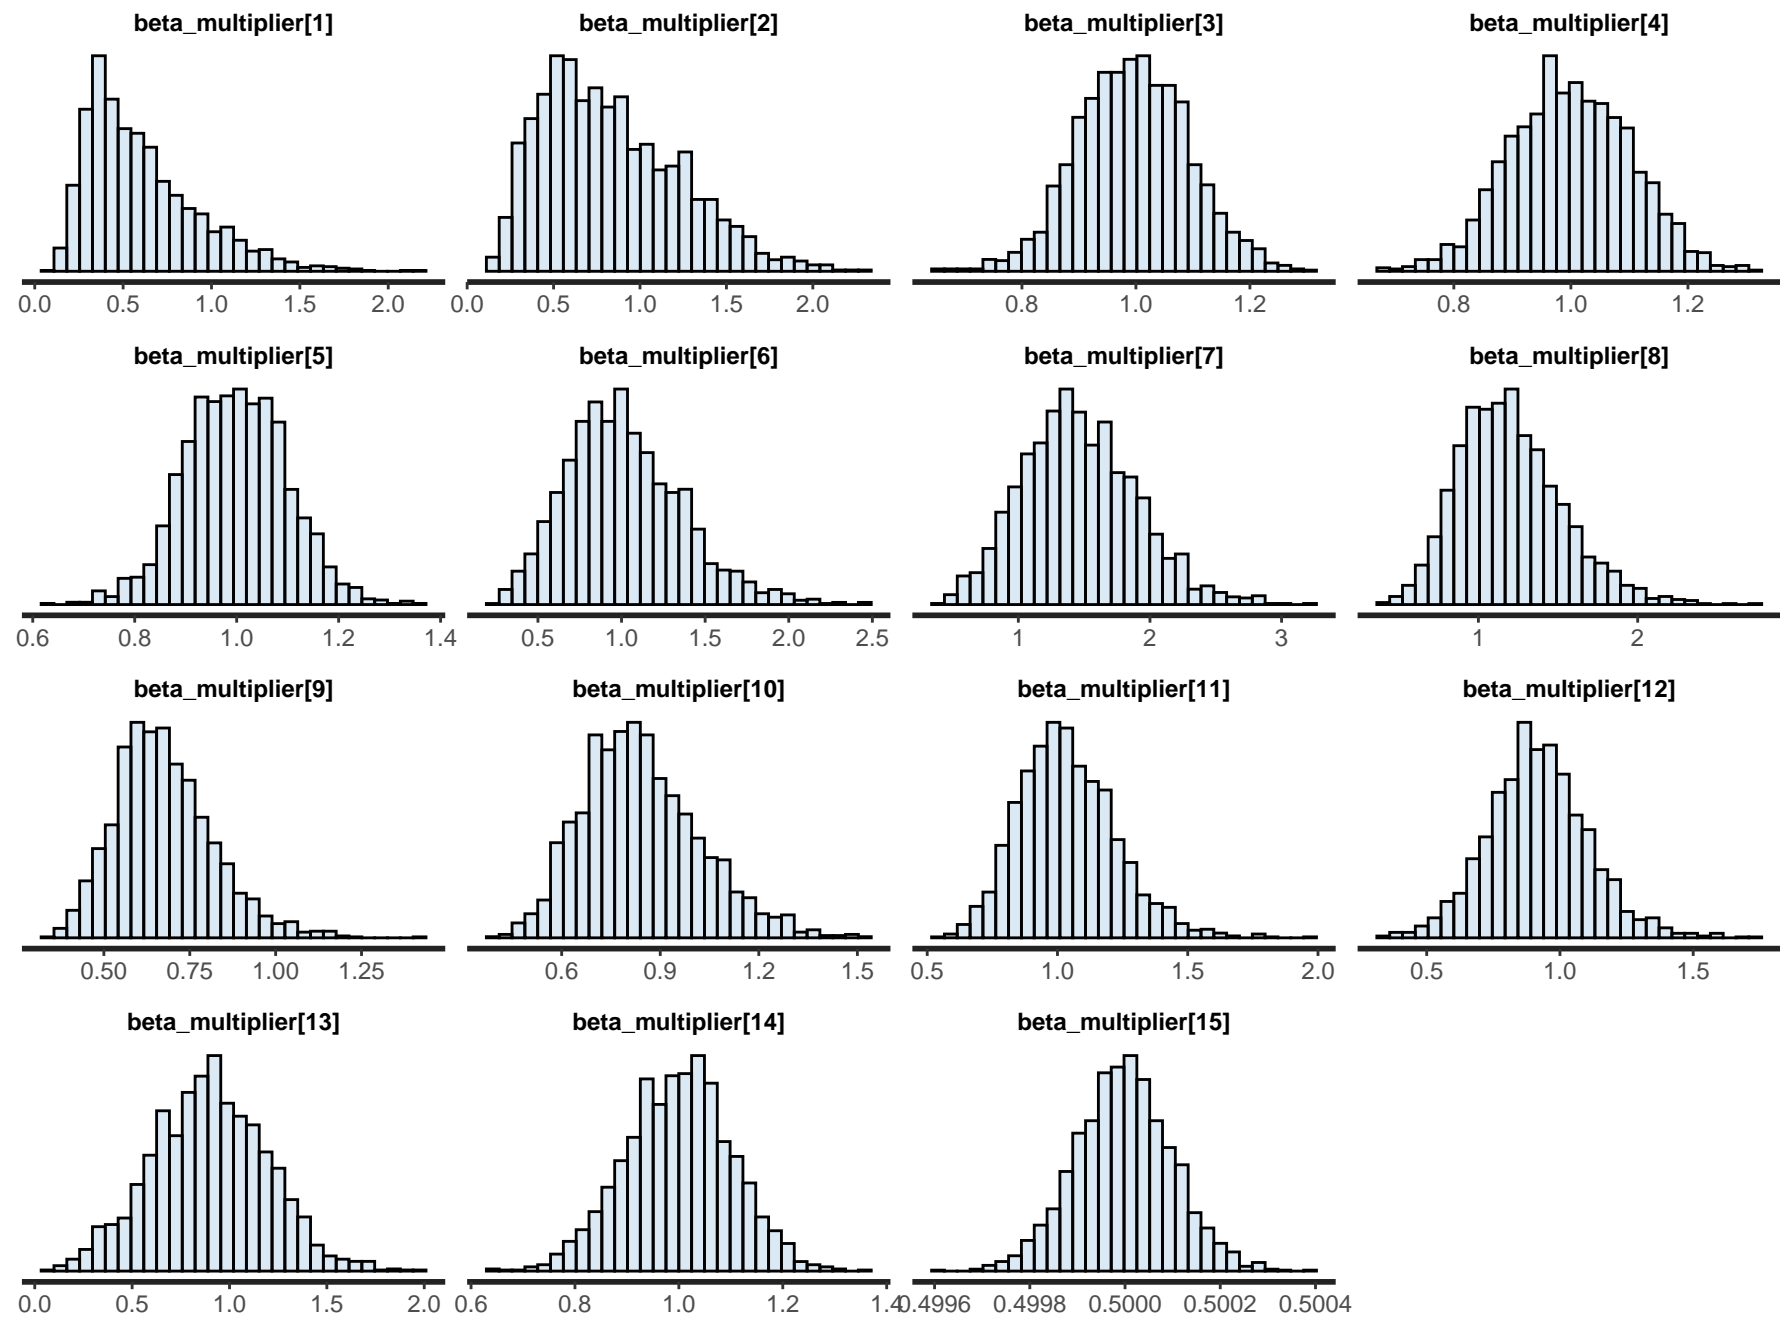 beta_multiplier[1] beta_multiplier[2] beta_multiplier[3] beta_multiplier[4]
0.0 0.5 1.0 1.5 2.0 0.0 0.5 1.0 1.5 2.0 0.8 1.0 1.2 0.8 1.0 1.2
beta_multiplier[5] beta_multiplier[6] beta_multiplier[7] beta_multiplier[8]
0.6 0.8 1.0 1.2 1.4 0.5 1.0 1.5 2.0 2.5 1 2 3 1 2
beta_multiplier[9] beta_multiplier[10] beta_multiplier[11] beta_multiplier[12]
0.50 0.75 1.00 1.25 0.6 0.9 1.2 1.5 0.5 1.0 1.5 2.0 0.5 1.0 1.5
beta_multiplier[13] beta_multiplier[14] beta_multiplier[15]
0.0 0.5 1.0 1.5 2.0 0.6 0.8 1.0 1.2 1.4 0.4996 0.4998 0.5000 0.5002 0.5004